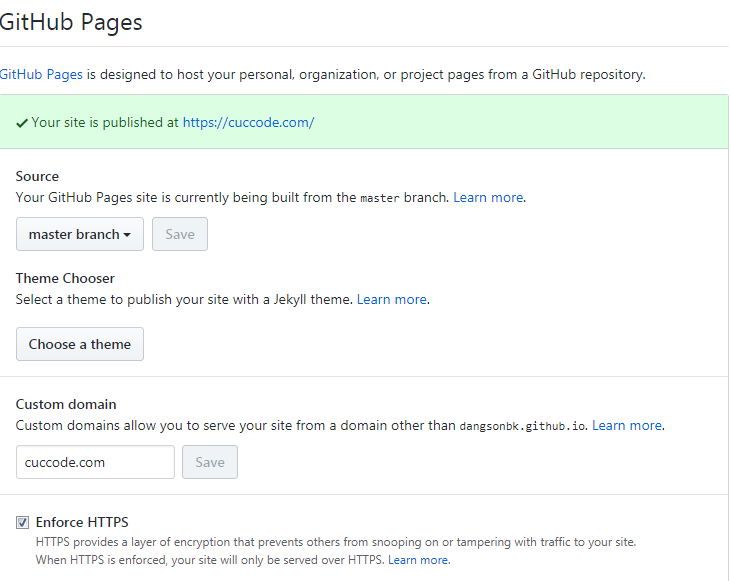 GitHub Pages
GitHub Pages is designed to host your personal, organization, or project pages from a GitHub repository.
Your site is published at https://cuccode.com/
Source
Your GitHub Pages site is currently being built from the master branch. Learn more.
master branch Save
Theme Chooser
Select a theme to publish your site with a Jekyll theme. Learn more.
Choose a theme
Custom domain
Custom domains allow you to serve your site from a domain other than dangsonbk.github.io. Learn more.
cuccode.com Save
Enforce HTTPS
HTTPS provides a layer of encryption that prevents others from snooping on or tampering with traffic to your site.
When HTTPS is enforced, your site will only be served over HTTPS. Learn more.